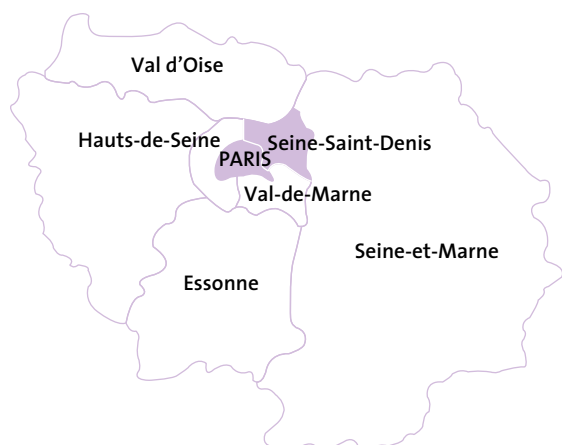 Val d’Oise
Hauts-de-Seine
Seine-Saint-Denis
PARIS
Val-de-Marne
Seine-et-Marne
Essonne